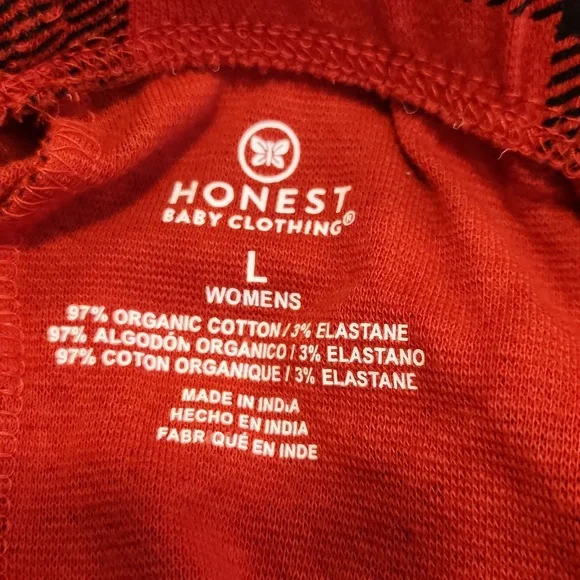 HONEST
BABY CLOTHING®
L
WOMENS
97% ORGANIC COTTON / 3% ELASTANE
97% ALGODÓN ORGANICO / 3% ELASTANO
97% COTON ORGANIQUE / 3% ELASTANE
MADE IN INDIA
HECHO EN INDIA
FABR QUÉ EN INDE